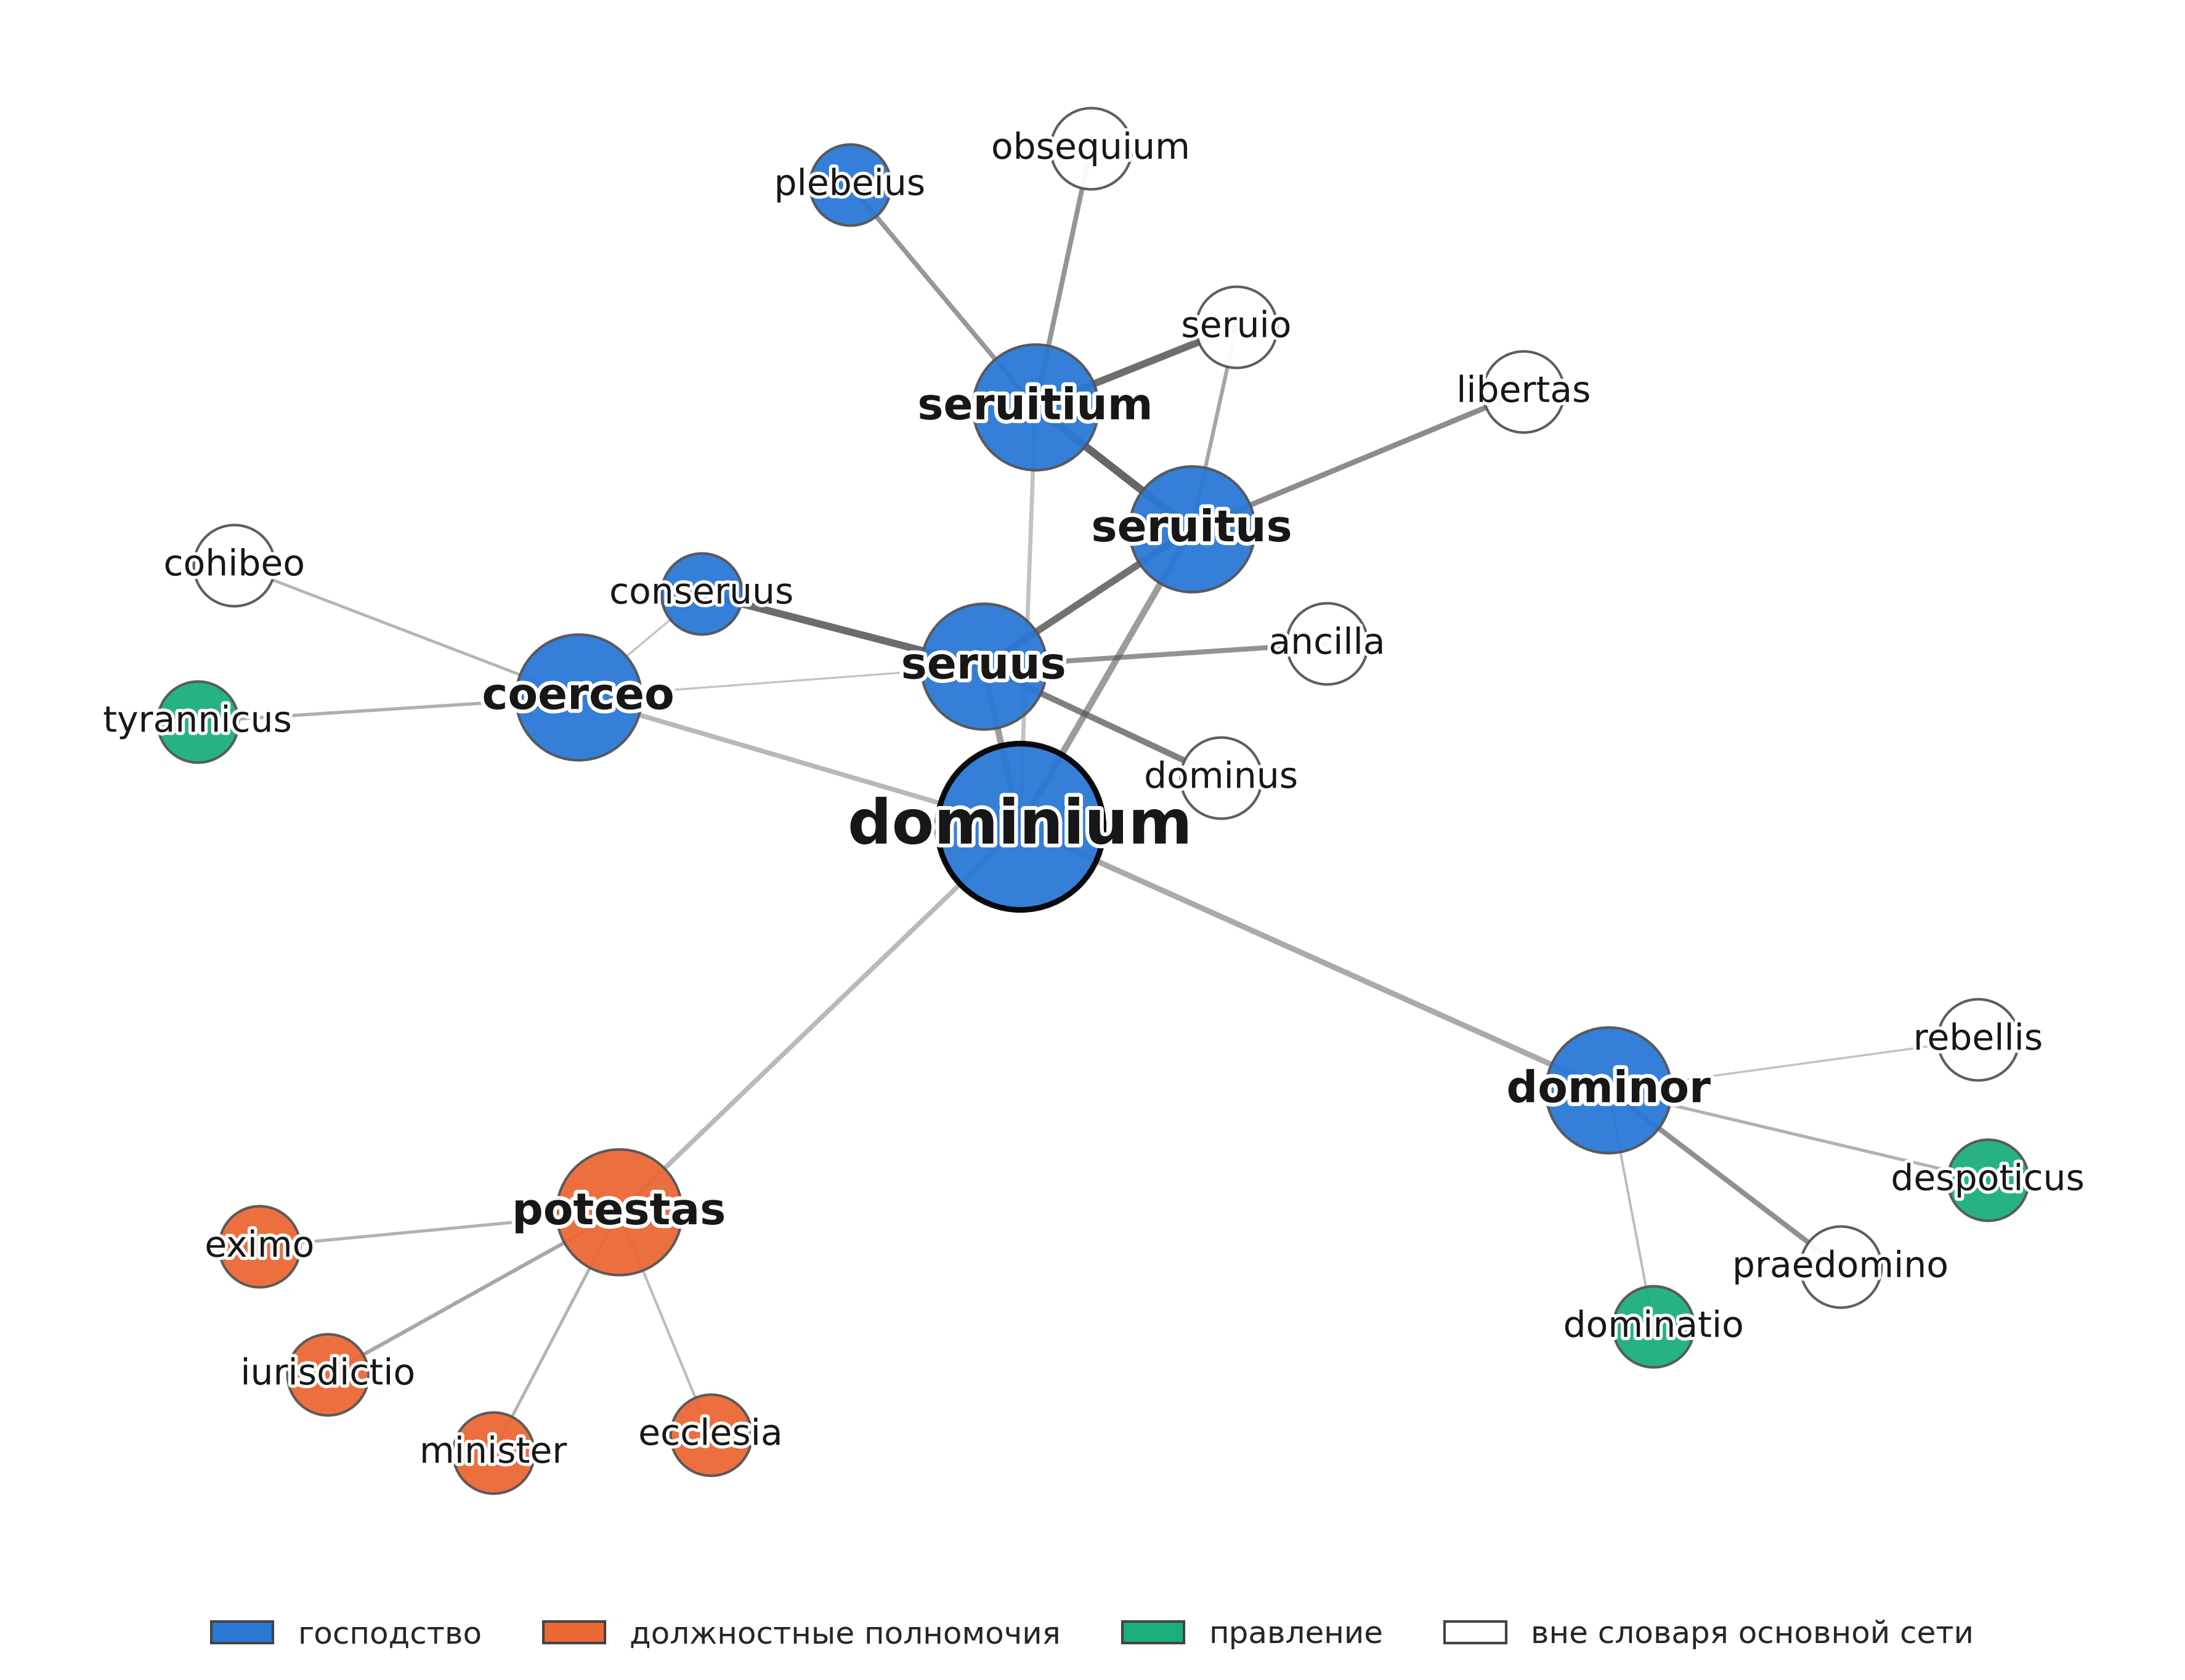 obsequium
plebeius
seruio
libertas
seruitium
seruitus
cohibeo
conseruus
ancilla
seruus
coerceo
tyrannicus
dominus
dominium
rebellis
dominor
despoticus
potestas
eximo
praedomino
dominatio
iurisdictio
ecclesia
minister
господство
должностные полномочия
правление
вне словаря основной сети